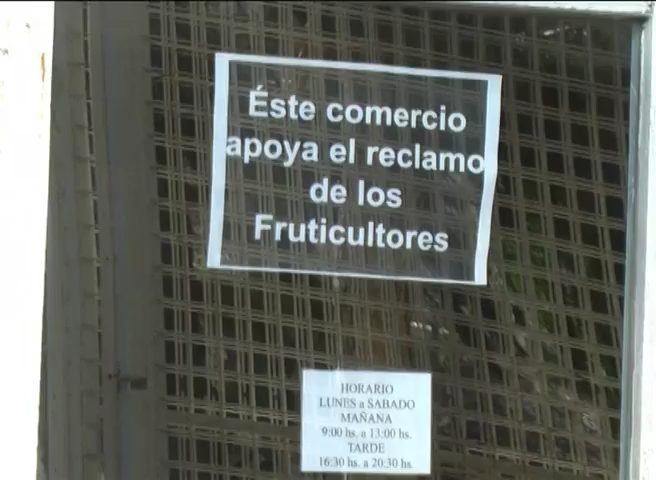 Éste comercio
apoya el reclamo
de los
Fruticultores
HORARIO
LUNES a SABADO
MAÑANA
9:00 hs. a 13:00 hs.
TARDE
16:30 hs. a 20:30 hs.